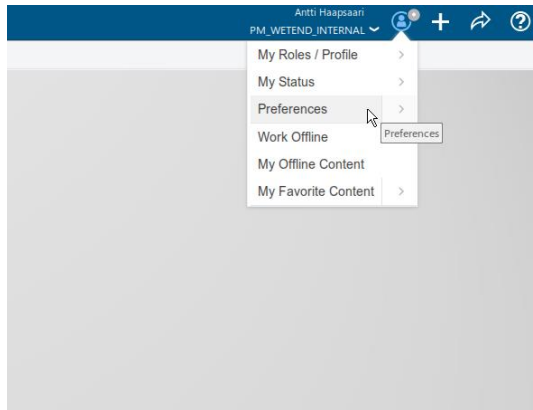 Antti Haapsaari
PM_WETEND_INTERNAL
My Roles / Profile
My Status
Preferences
Preferences
Work Offline
My Offline Content
My Favorite Content